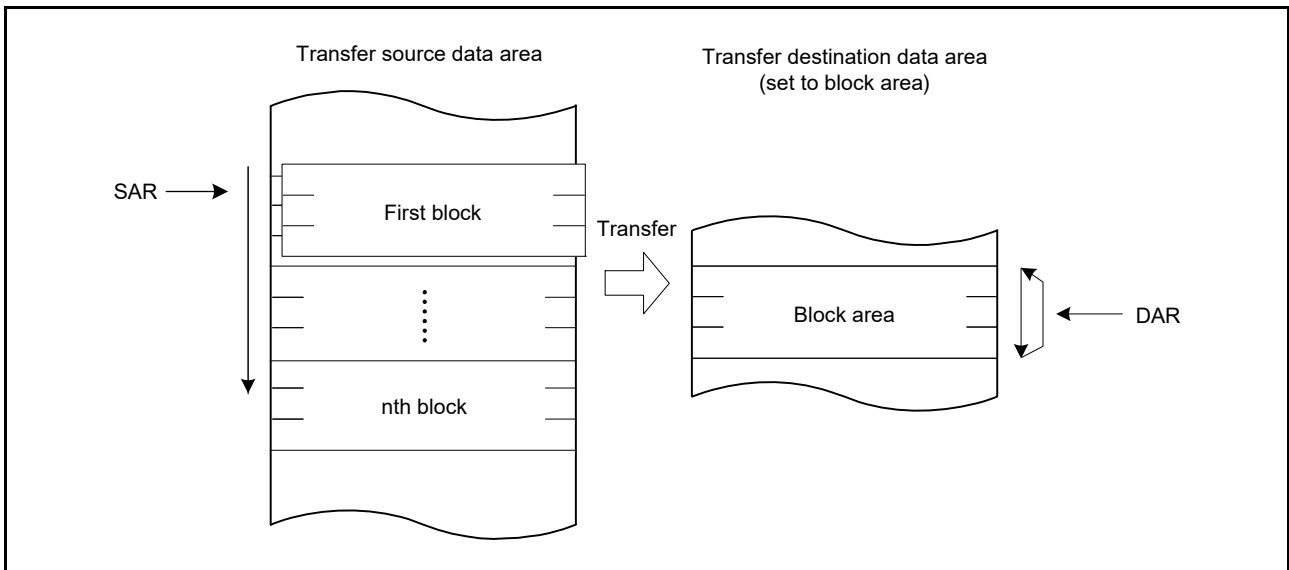 Transfer source data area
Transfer destination data area
(set to block area)
SAR
First block
Transfer
Block area
DAR
nth block